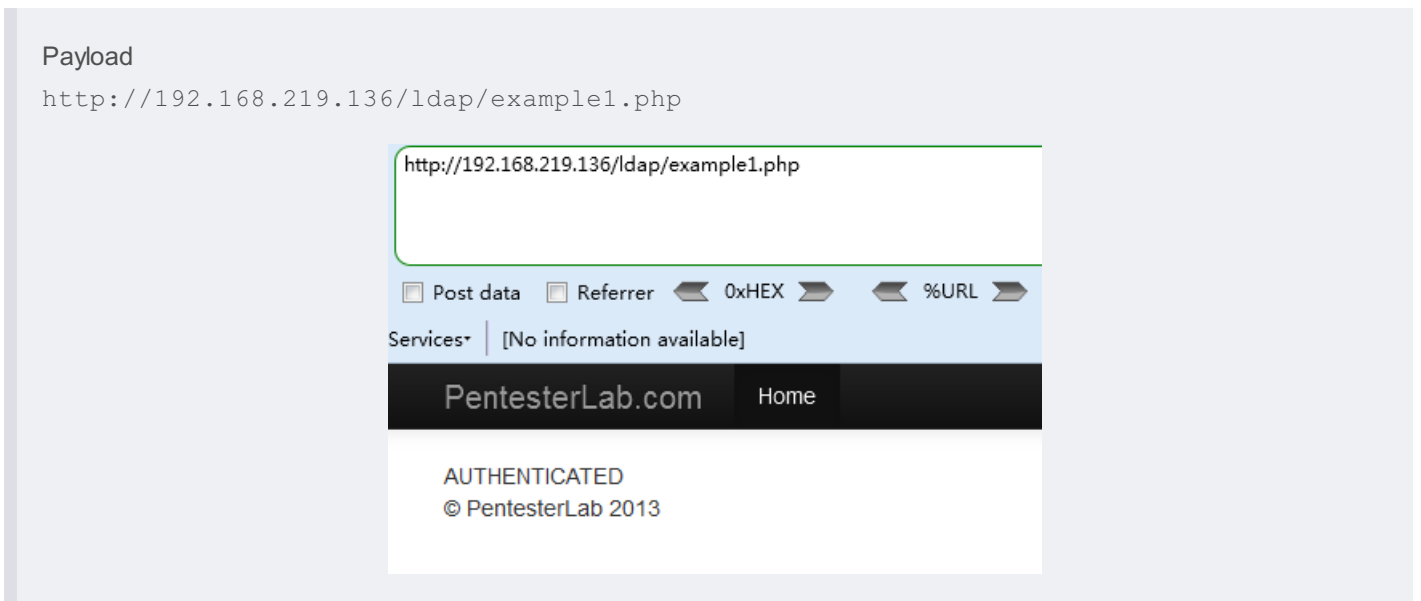 Payload
http://192.168.219.136/ldap/example1.php
http://192.168.219.136/ldap/example1.php
Post data Referrer 0xHEX %URL
Services [No information available]
PentesterLab.com Home
AUTHENTICATED
© PentesterLab 2013